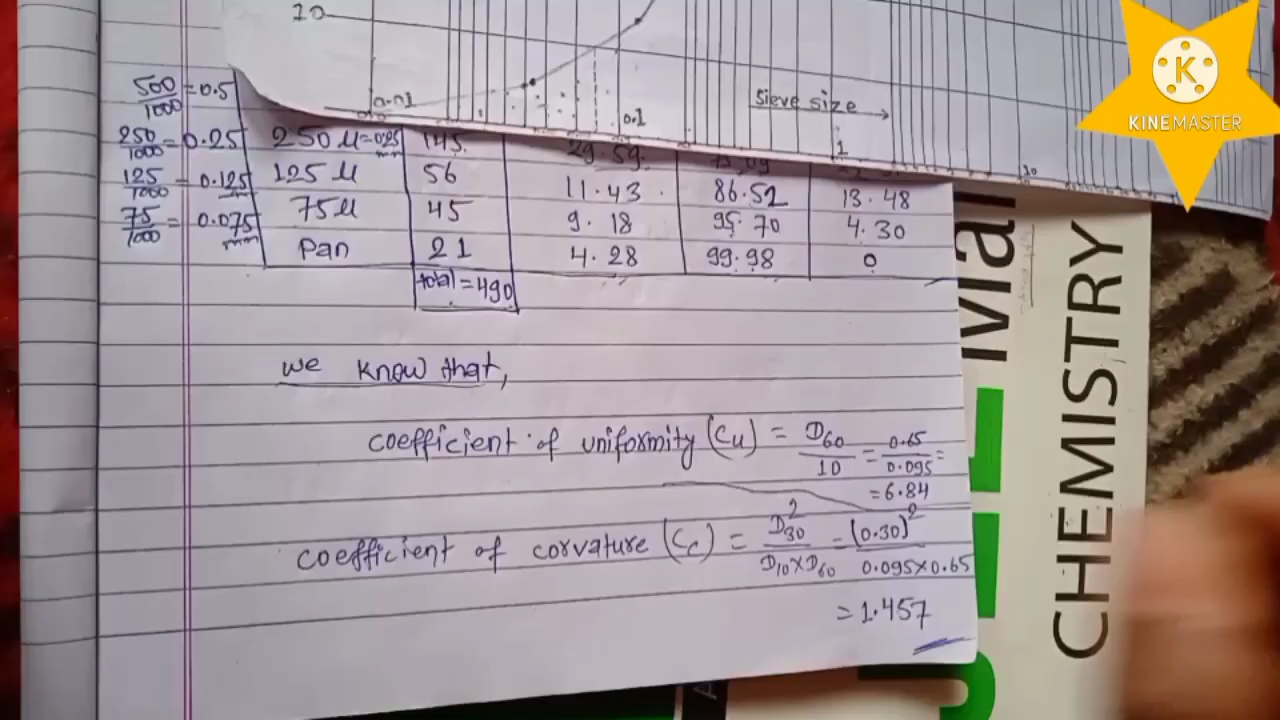 10
0.01
0.1
Sieve size
1
10
KINEMASTER
500/1000 = 0.5
250/1000 = 0.25 250 μ = 0.25 mm 145 29.59
125/1000 = 0.125 125 μ 56 11.43 86.52 13.48
75/1000 = 0.075 mm 75 μ 45 9.18 95.70 4.30
Pan 21 4.28 99.98 0
total = 490
we know that,
coefficient of uniformity (Cu) = D60/10 = 0.65/0.095 =
= 6.84
coefficient of corvature (Cc) = D30²/D10×D60 = (0.30)²/0.095×0.65
= 1.457
CHEMISTRY